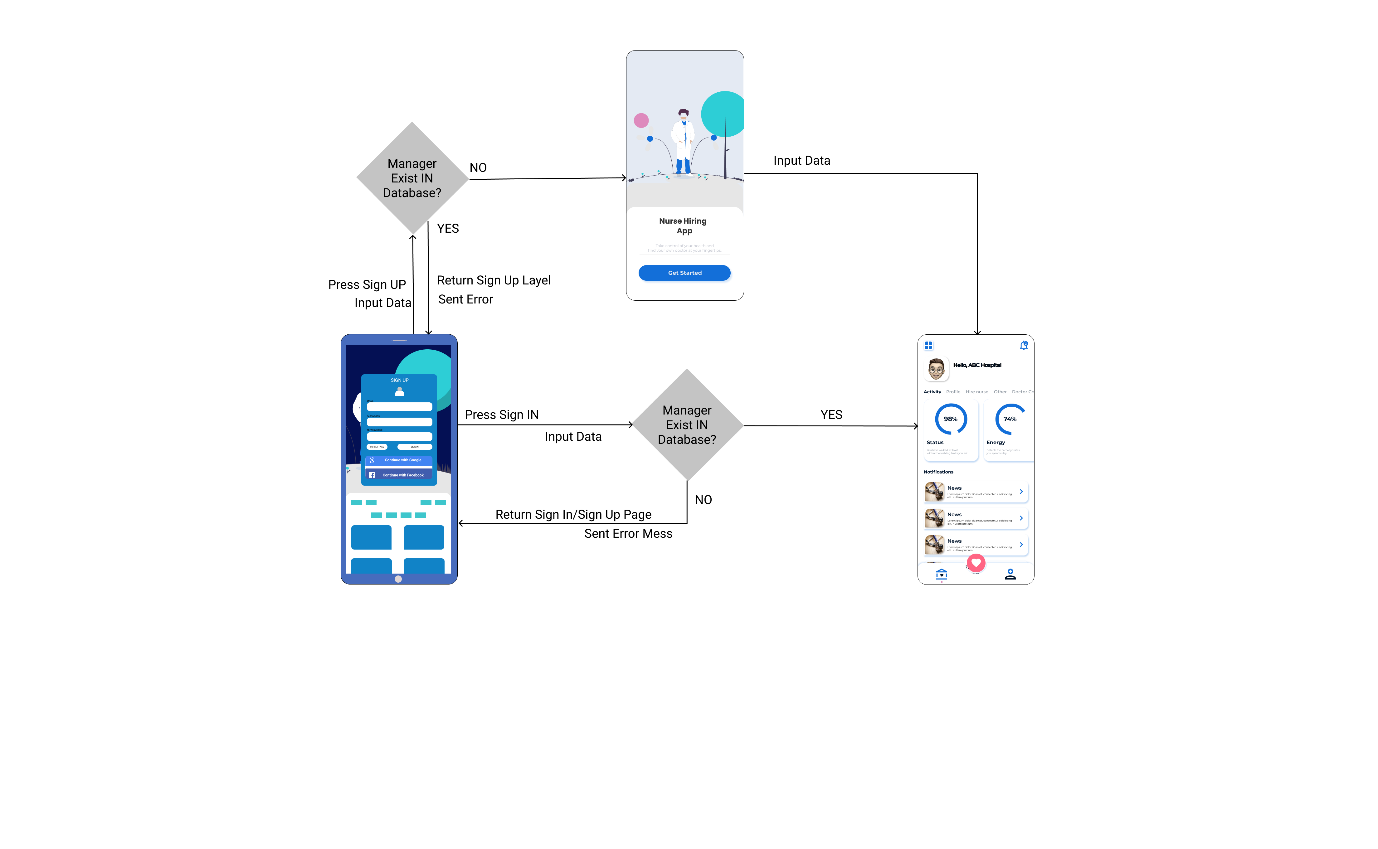 Manager
Exist IN
Database?
NO
YES
Input Data
Nurse Hiring
App
Get Started
Press Sign UP
Input Data
Return Sign Up Layel
Sent Error
SIGN UP
Continue with Google
Continue with Facebook
Press Sign IN
Input Data
Manager
Exist IN
Database?
YES
NO
Return Sign In/Sign Up Page
Sent Error Mess
Hello, ABC Hospital
Activity
Profile
Other
98%
74%
Status
Energy
Notifications
News
News
News